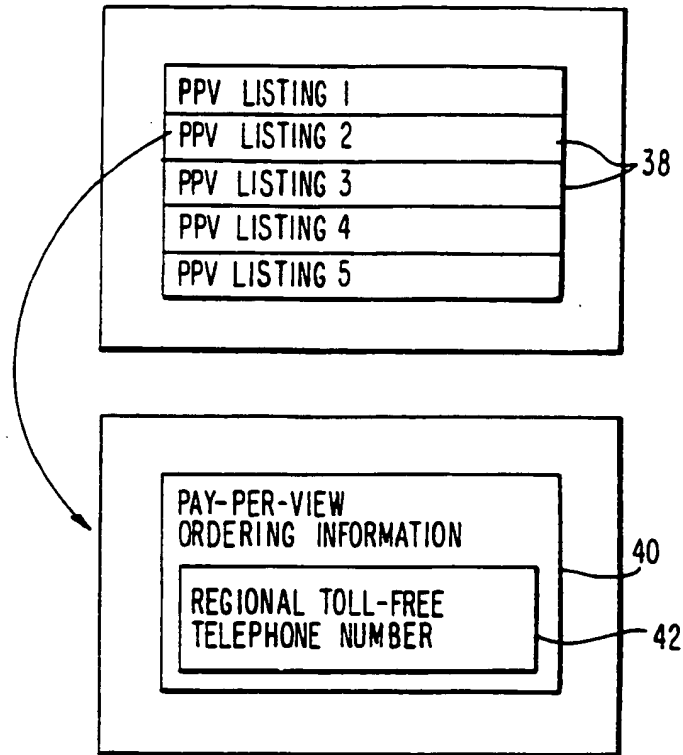 PPV LISTING 1
PPV LISTING 2
PPV LISTING 3
PPV LISTING 4
PPV LISTING 5
38
PAY-PER-VIEW
ORDERING INFORMATION
40
REGIONAL TOLL-FREE
TELEPHONE NUMBER
42